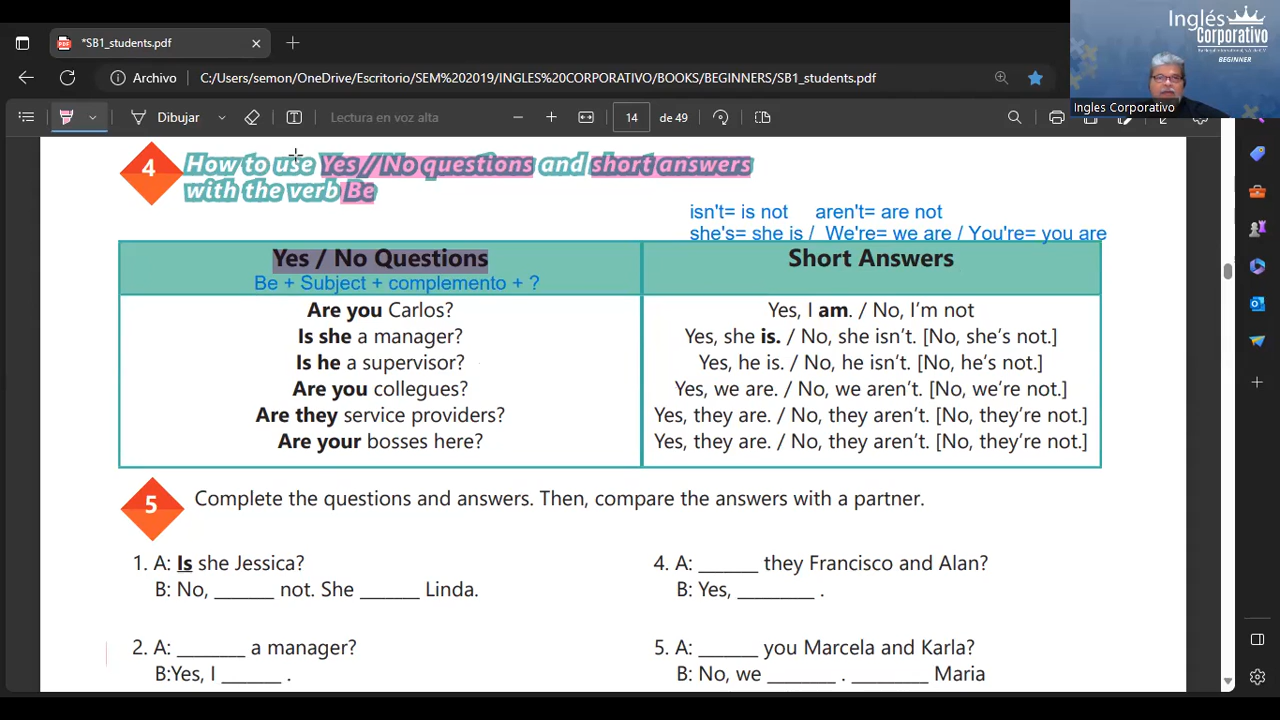 *SB1_students.pdf
Archivo
C:/Users/semon/OneDrive/Escritorio/SEM%202019/INGLES%20CORPORATIVO/BOOKS/BEGINNERS/SB1_students.pdf
Inglés
Corporativo
BEGINNER
Ingles Corporativo
Dibujar
Lectura en voz alta
14
de 49
4
How to use Yes//No questions and short answers
with the verb Be
isn't= is not aren't= are not
she's= she is / We're= we are / You're= you are
Yes / No Questions
Be + Subject + complemento + ?
Short Answers
Are you Carlos?
Yes, I am. / No, I'm not
Is she a manager?
Yes, she is. / No, she isn't. [No, she's not.]
Is he a supervisor?
Yes, he is. / No, he isn't. [No, he's not.]
Are you collegues?
Yes, we are. / No, we aren't. [No, we're not.]
Are they service providers?
Yes, they are. / No, they aren't. [No, they're not.]
Are your bosses here?
Yes, they are. / No, they aren't. [No, they're not.]
5
Complete the questions and answers. Then, compare the answers with a partner.
1. A: Is she Jessica?
B: No, ______ not. She ______ Linda.
2. A: _______ a manager?
B:Yes, I ______ .
4. A: ______ they Francisco and Alan?
B: Yes, ________ .
5. A: ______ you Marcela and Karla?
B: No, we _______ . ________ Maria